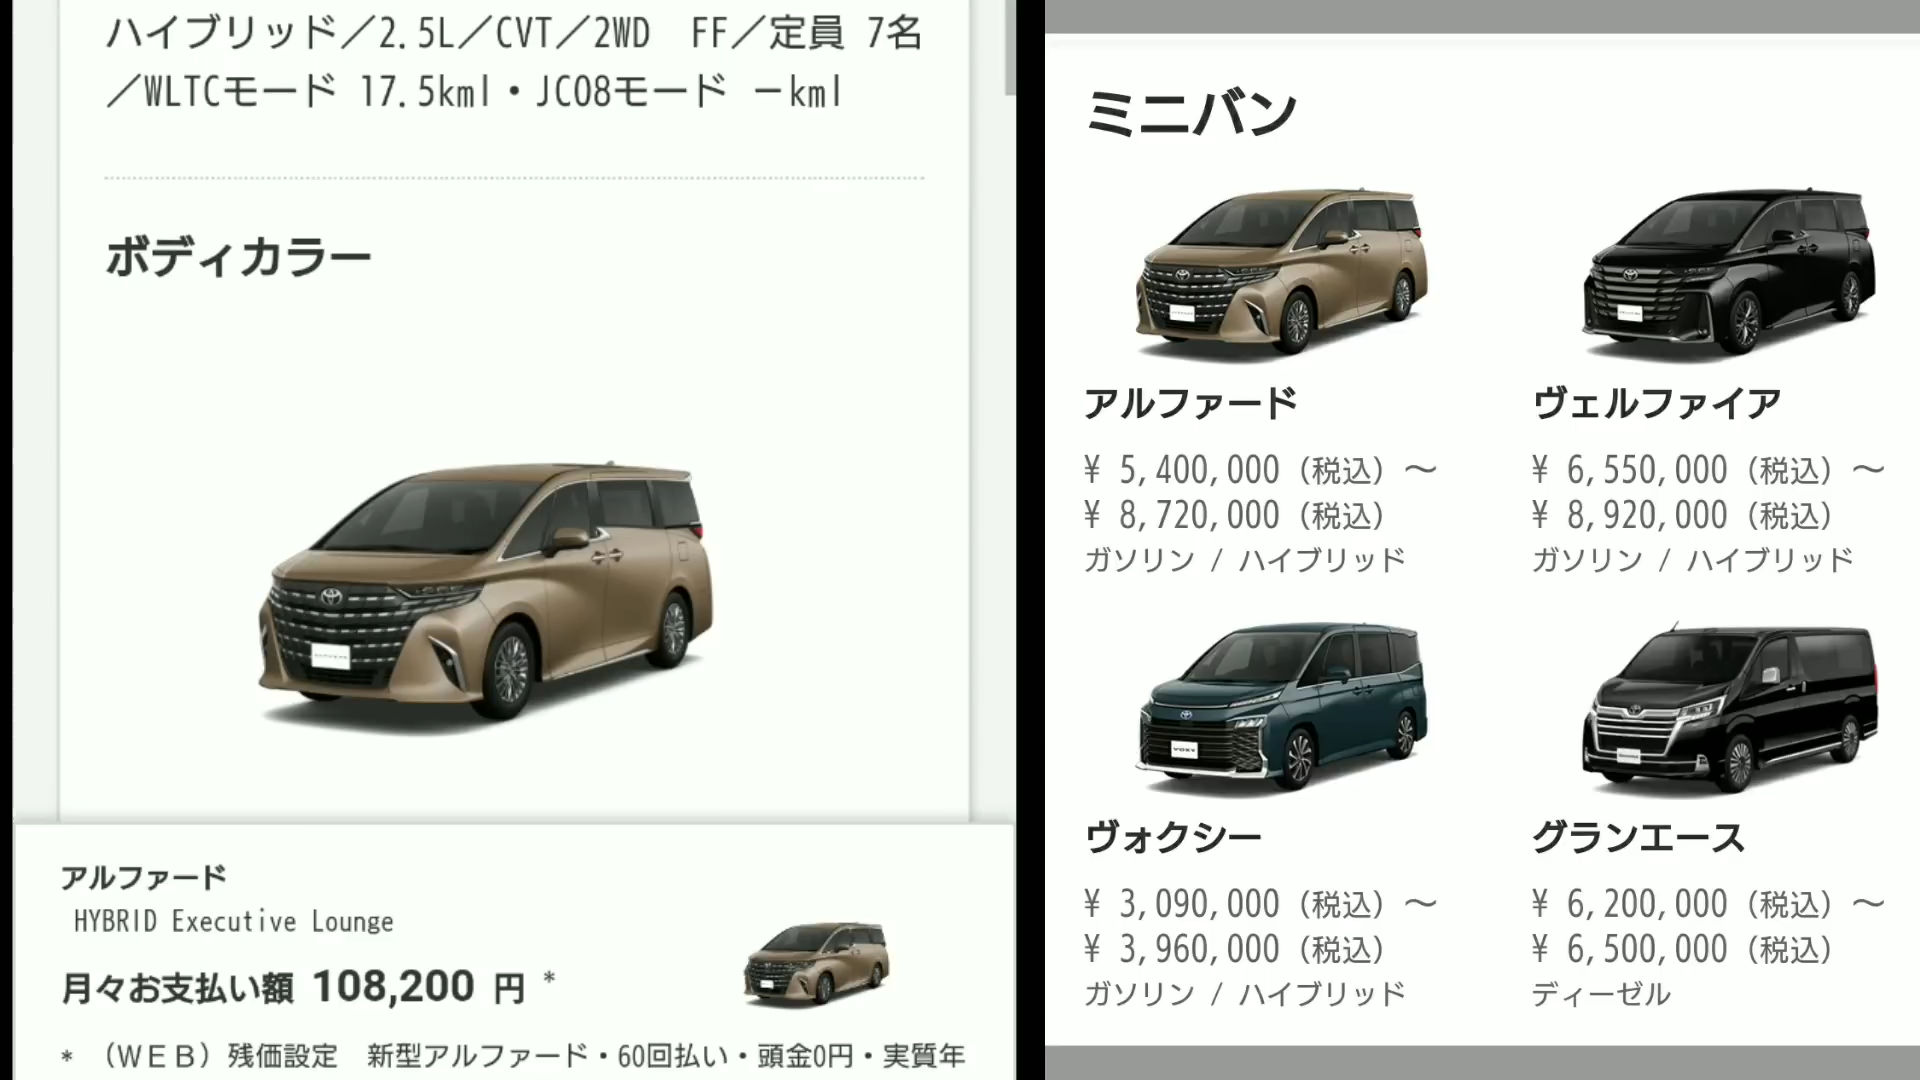 ハイブリッド／2.5L／CVT／2WD　FF／定員 7名
／WLTCモード 17.5kml・JC08モード －kml
ボディカラー
アルファード
HYBRID Executive Lounge
月々お支払い額 108,200 円 *
* （ＷＥＢ）残価設定　新型アルファード・60回払い・頭金0円・実質年
ミニバン
アルファード
¥ 5,400,000（税込）～
¥ 8,720,000（税込）
ガソリン / ハイブリッド
ヴェルファイア
¥ 6,550,000（税込）～
¥ 8,920,000（税込）
ガソリン / ハイブリッド
VOXY
ヴォクシー
¥ 3,090,000（税込）～
¥ 3,960,000（税込）
ガソリン / ハイブリッド
グランエース
¥ 6,200,000（税込）～
¥ 6,500,000（税込）
ディーゼル